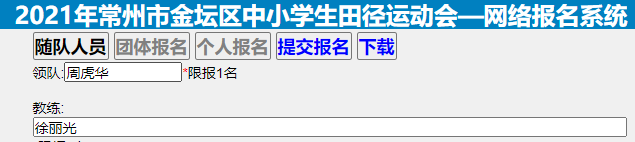 2021年常州市金坛区中小学生田径运动会—网络报名系统
随队人员 团体报名 个人报名 提交报名 下载
领队:周虎华*限报1名
教练:
徐丽光